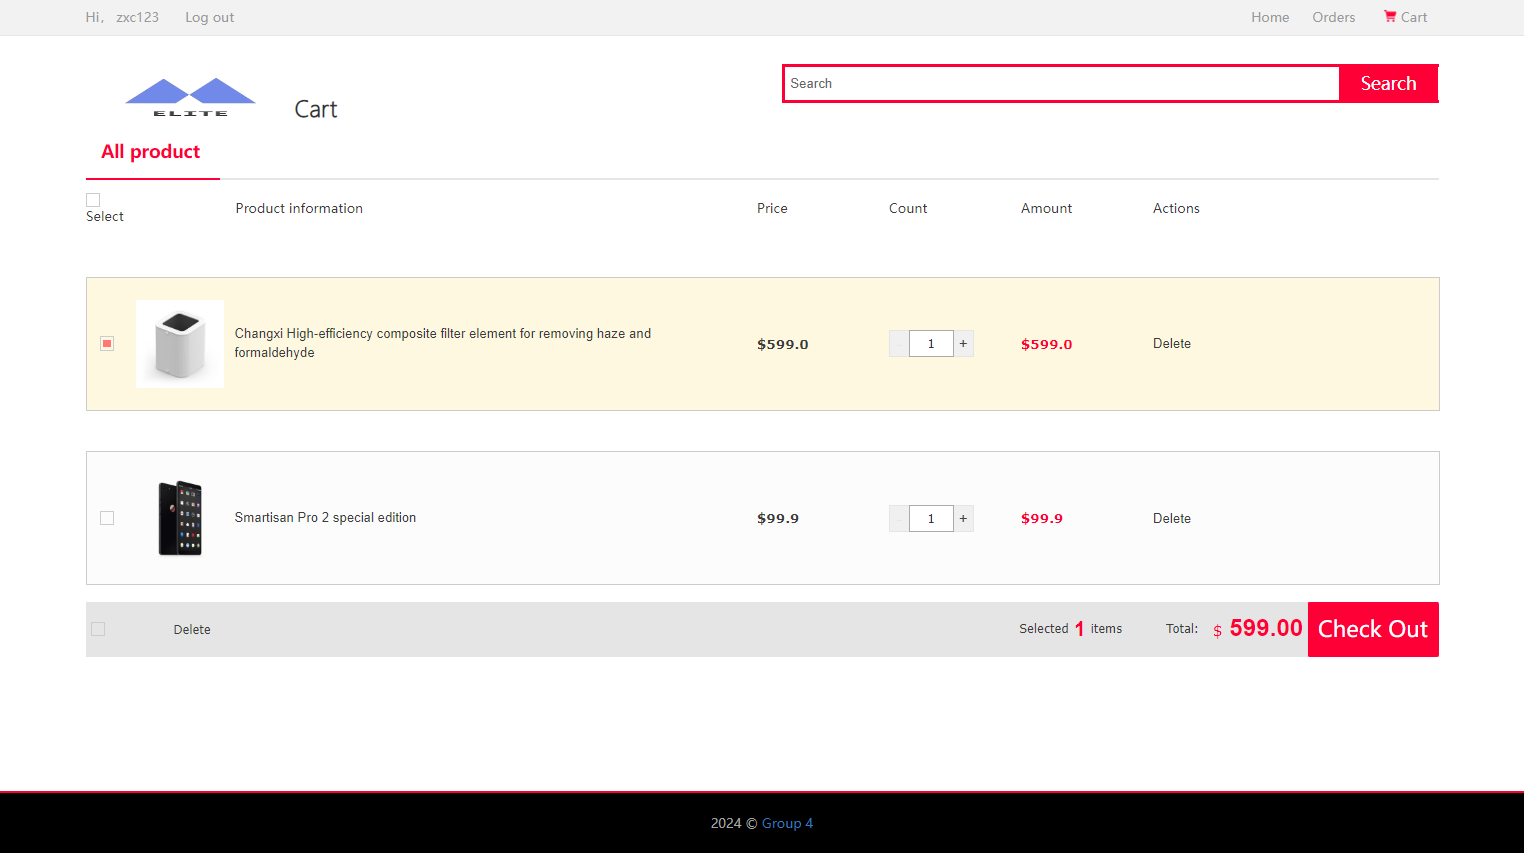 Hi, zxc123 Log out Home Orders Cart
Search Search
ELITE Cart
All product
Select Product information Price Count Amount Actions
Changxi High-efficiency composite filter element for removing haze and
formaldehyde
$599.0 - 1 + $599.0 Delete
Smartisan Pro 2 special edition $99.9 - 1 + $99.9 Delete
Delete Selected 1 items Total: $ 599.00 Check Out
2024 © Group 4